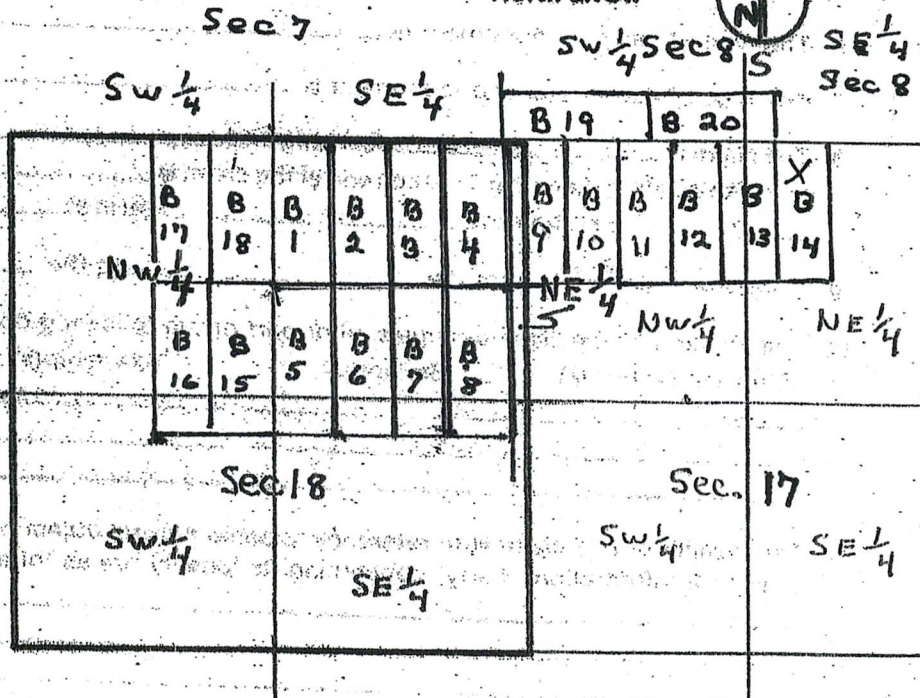 N
Sec 7
SW 1/4 Sec 8
S
SE 1/4
Sec 8
SW 1/4
SE 1/4
B 19
B 20
B 17
B 18
B 1
B 2
B 3
B 4
B 9
B 10
B 11
B 12
B 13
X
B 14
NW 1/4
NE 1/4
NW 1/4
NE 1/4
B 16
B 15
B 5
B 6
B 7
B 8
Sec 18
Sec. 17
SW 1/4
SE 1/4
SW 1/4
SE 1/4